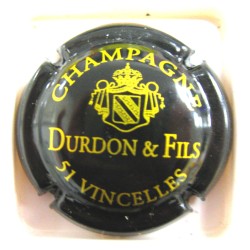 CHAMPAGNE
DURDON & FILS
51 VINCELLES